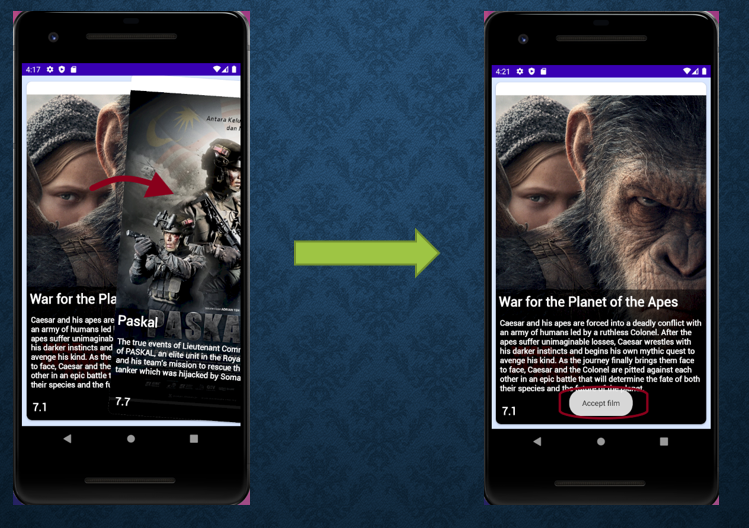 4:17
Antara Kelu
dan
War for the Pla
Caesar and his apes are
an army of humans led
apes suffer unimaginab
his darker instincts and
avenge his kind. As the
to face, Caesar and the
other in an epic battle t
their species and the fu
7.1
PASKA
Paskal
The true events of Lieutenant Com
of PASKAL, an elite unit in the Roya
and his team's mission to rescue th
tanker which was hijacked by Soma
7.7
4:21
War for the Planet of the Apes
Caesar and his apes are forced into a deadly conflict with
an army of humans led by a ruthless Colonel. After the
apes suffer unimaginable losses, Caesar wrestles with
his darker instincts and begins his own mythic quest to
avenge his kind. As the journey finally brings them face
to face, Caesar and the Colonel are pitted against each
other in an epic battle that will determine the fate of both
their species and the future of the planet.
7.1
Accept film